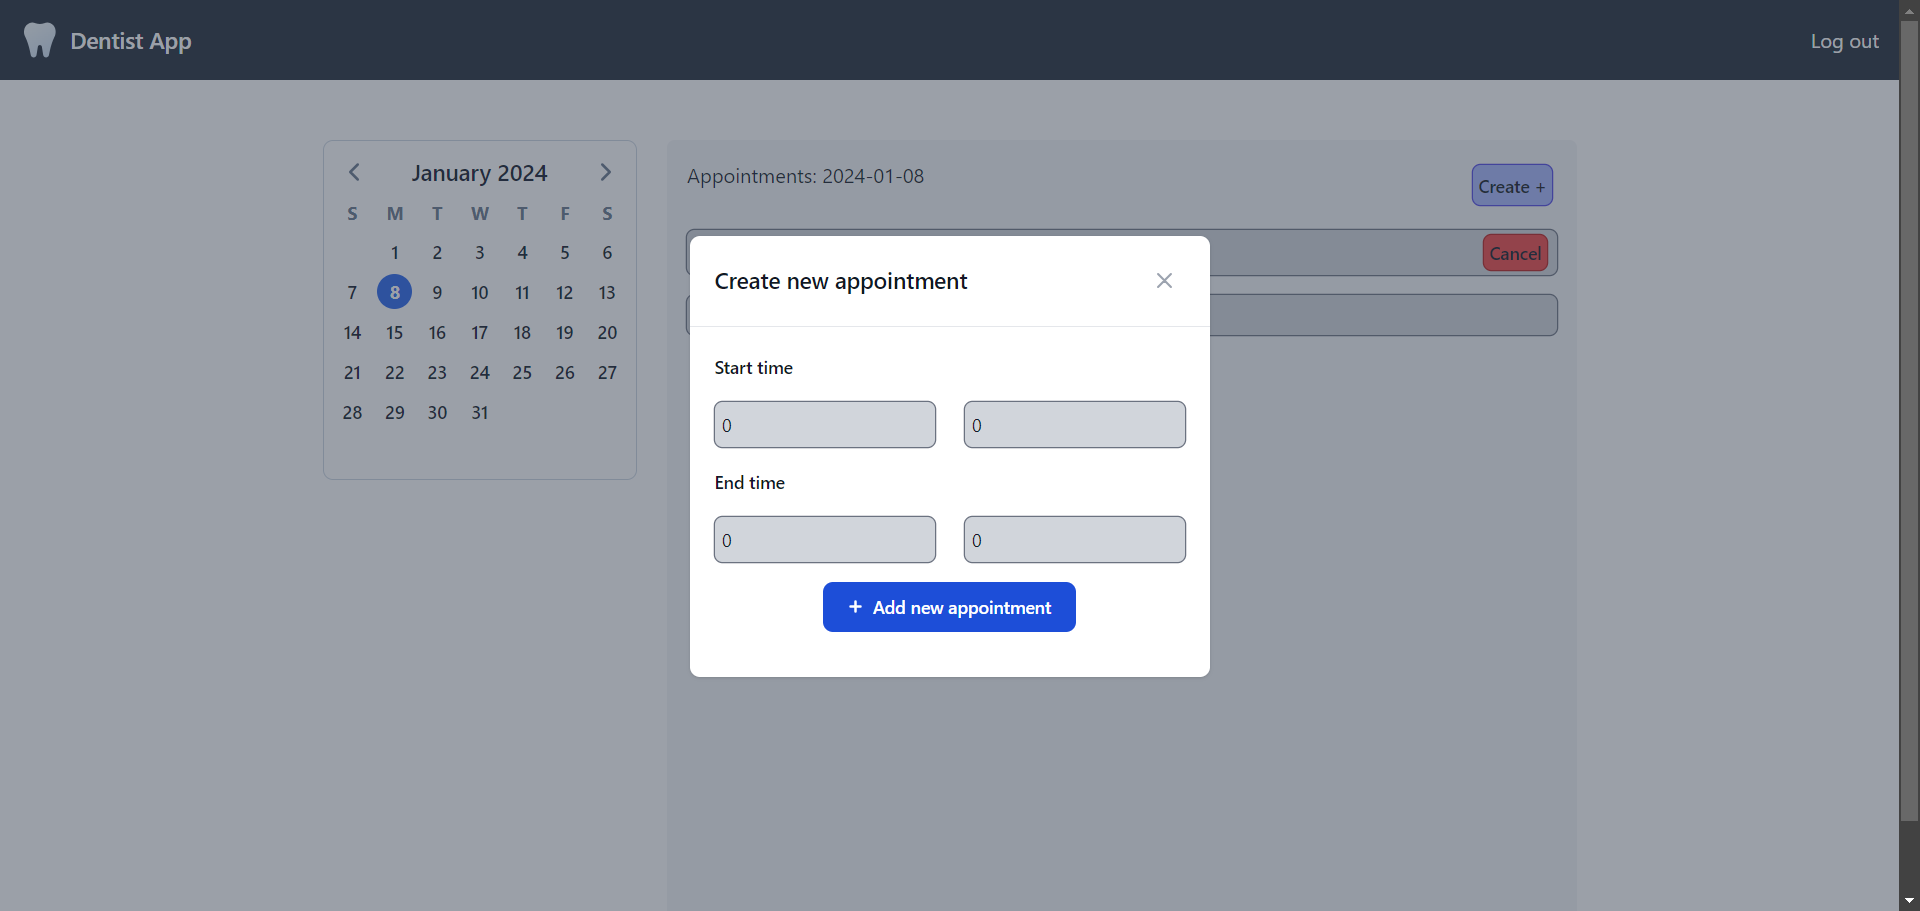 Dentist App
Log out
January 2024
S M T W T F S
1 2 3 4 5 6
7 8 9 10 11 12 13
14 15 16 17 18 19 20
21 22 23 24 25 26 27
28 29 30 31
Appointments: 2024-01-08
Create +
Cancel
Create new appointment
Start time
0 0
End time
0 0
+ Add new appointment